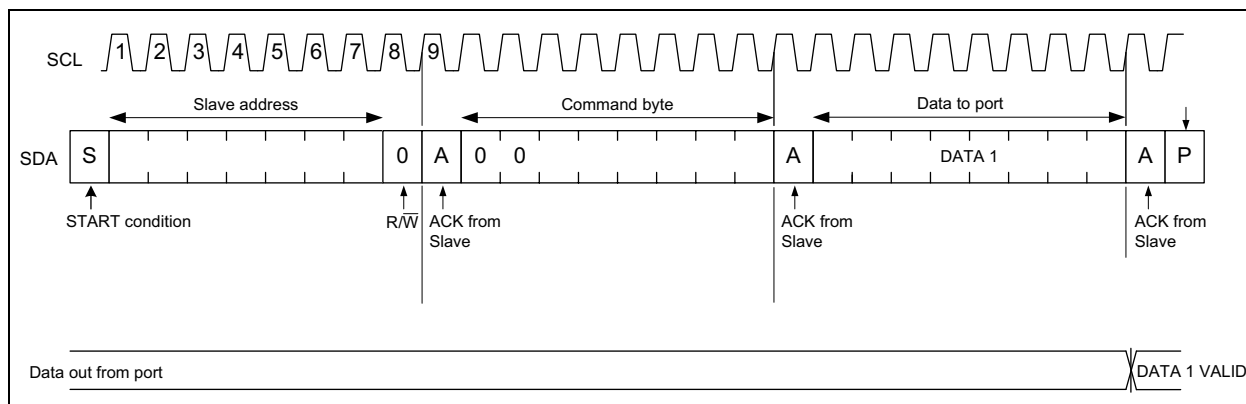 SCL 1 2 3 4 5 6 7 8 9
Slave address Command byte Data to port
SDA S 0 A 0 0 A DATA 1 A P
START condition R/W̅ ACK from Slave ACK from Slave ACK from Slave
Data out from port DATA 1 VALID